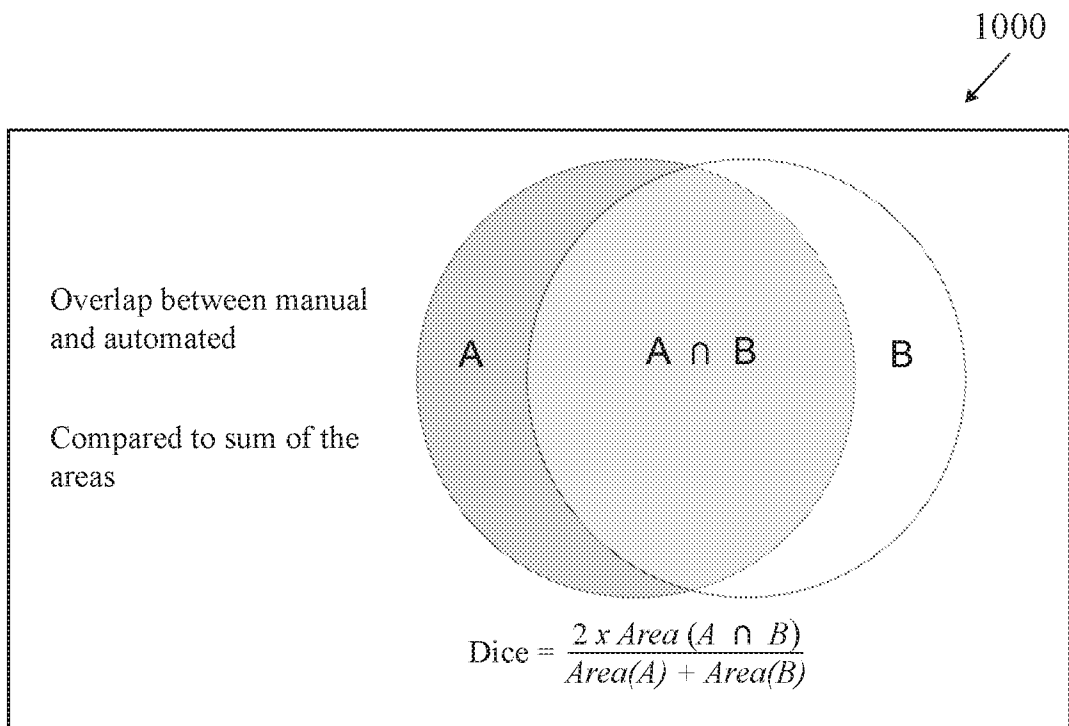 1000
Overlap between manual
and automated
A
A ∩ B
B
Compared to sum of the
areas
Dice = 2 x Area (A ∩ B)
Area(A) + Area(B)